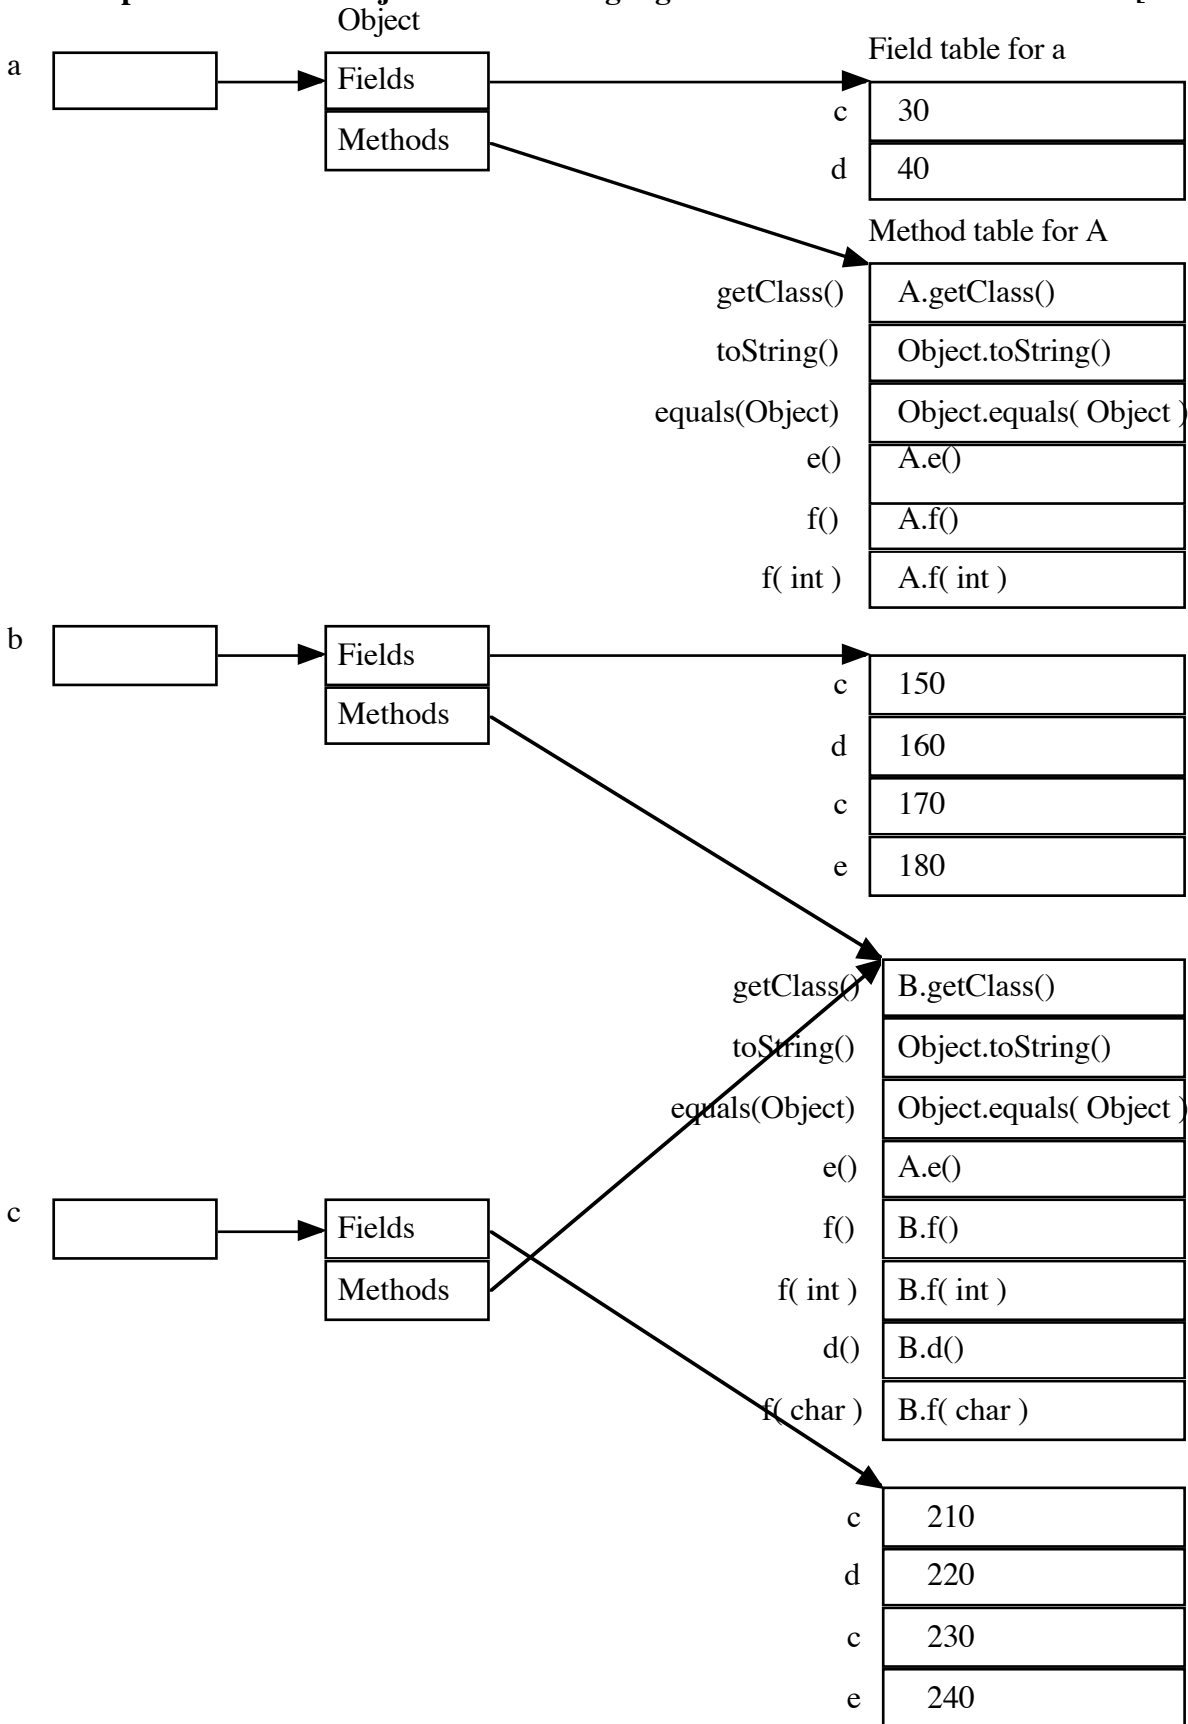 Object
Field table for a
a
Fields
c 30
Methods
d 40
Method table for A
getClass() A.getClass()
toString() Object.toString()
equals(Object) Object.equals( Object )
e() A.e()
f() A.f()
f( int ) A.f( int )
b
Fields
c 150
Methods
d 160
c 170
e 180
getClass() B.getClass()
toString() Object.toString()
equals(Object) Object.equals( Object )
e() A.e()
c
Fields
f() B.f()
Methods
f( int ) B.f( int )
d() B.d()
f( char ) B.f( char )
c 210
d 220
c 230
e 240